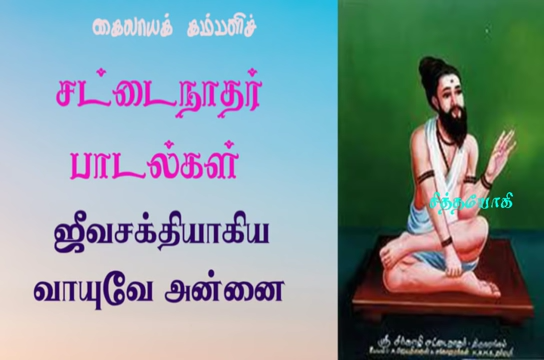 கைலாயக் கம்பளிச்
சட்டைநாதர்
பாடல்கள்
ஜீவசக்தியாகிய
வாயுவே அன்னை
சித்தம்யோகி
ஸ்ரீ